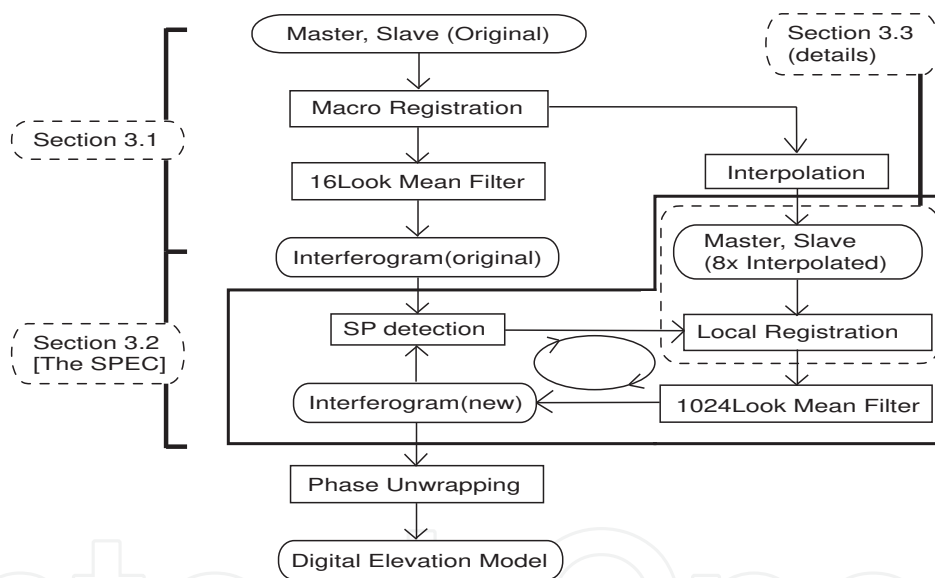 Master, Slave (Original)
Section 3.3
(details)
Macro Registration
Section 3.1
Interpolation
16Look Mean Filter
Master, Slave
(8x Interpolated)
Interferogram(original)
SP detection
Local Registration
Section 3.2
[The SPEC]
Interferogram(new)
1024Look Mean Filter
Phase Unwrapping
Digital Elevation Model